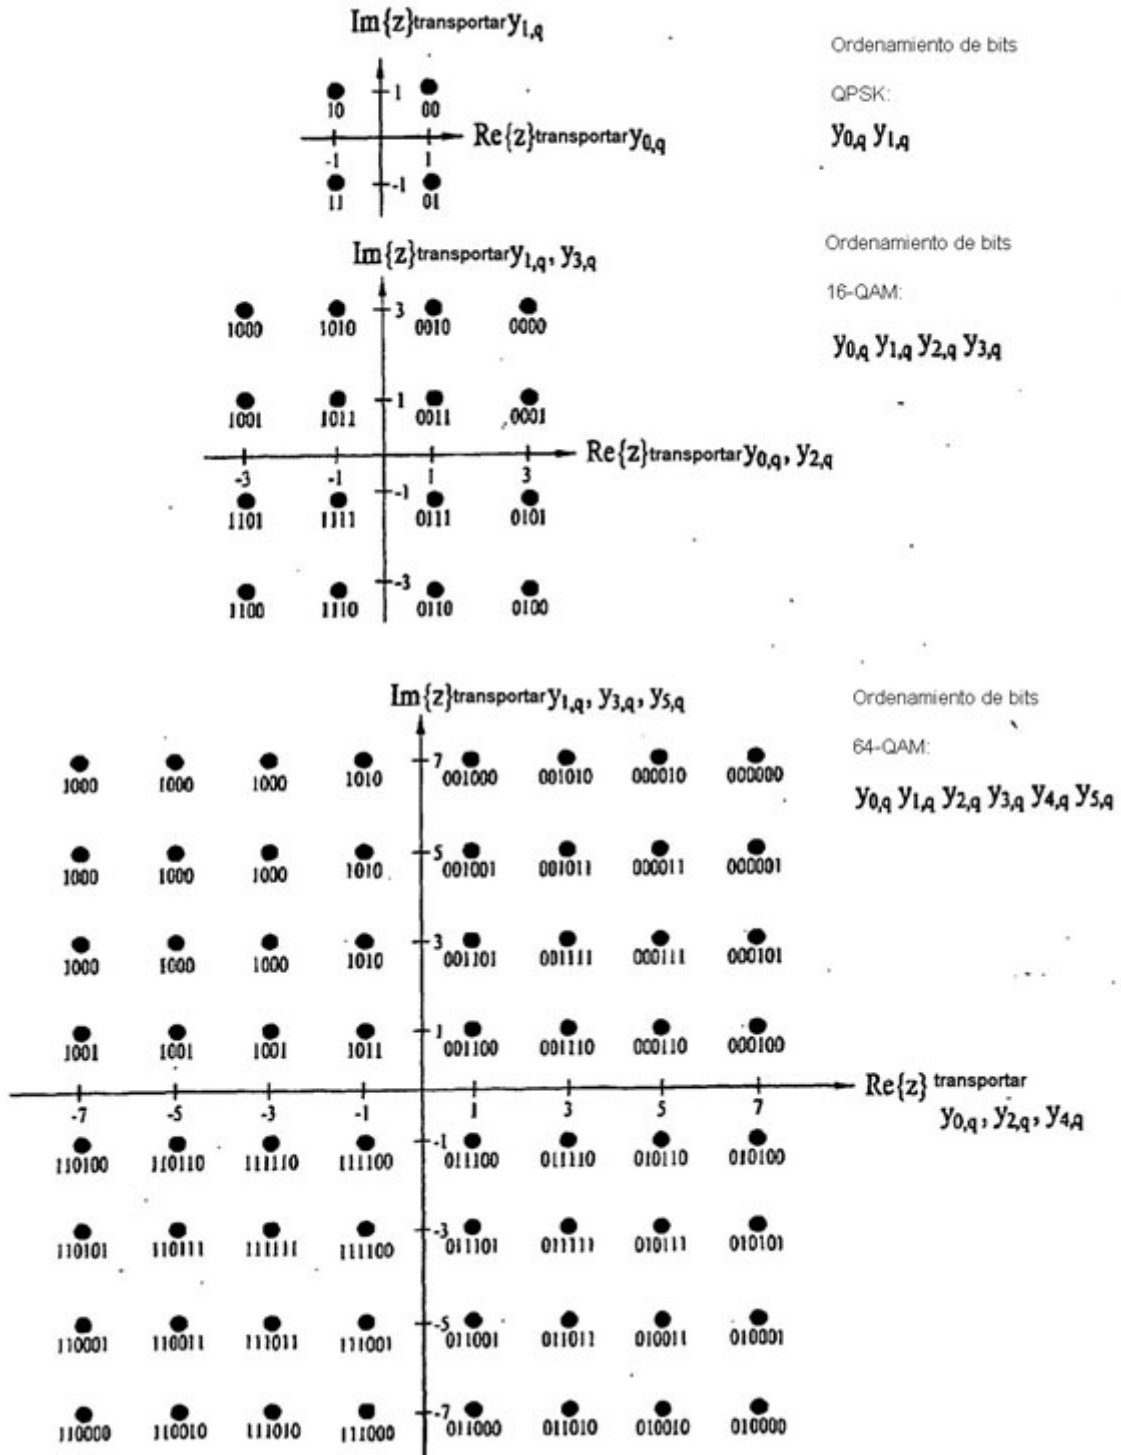 Im{z}transportar y1,q
Ordenamiento de bits
QPSK:
y0,q y1,q
1
10 00
Re{z}transportar y0,q
-1 1
-1
11 01
Im{z}transportar y1,q, y3,q
Ordenamiento de bits
16-QAM:
y0,q y1,q y2,q y3,q
3
1000 1010 0010 0000
1
1001 1011 0011 0001
Re{z}transportar y0,q, y2,q
-3 -1 1 3
-1
1101 1111 0111 0101
-3
1100 1110 0110 0100
Im{z}transportar y1,q, y3,q, y5,q
Ordenamiento de bits
64-QAM:
y0,q y1,q y2,q y3,q y4,q y5,q
7
1000 1000 1000 1010 001000 001010 000010 000000
5
1000 1000 1000 1010 001001 001011 000011 000001
3
1000 1000 1000 1010 001101 001111 000111 000101
1
1001 1001 1001 1011 001100 001110 000110 000100
Re{z} transportar
y0,q, y2,q, y4,q
-7 -5 -3 -1 1 3 5 7
-1
110100 110110 111110 111100 011100 011110 010110 010100
-3
110101 110111 111111 111100 011101 011111 010111 010101
-5
110001 110011 111011 111001 011001 011011 010011 010001
-7
110000 110010 111010 111000 011000 011010 010010 010000